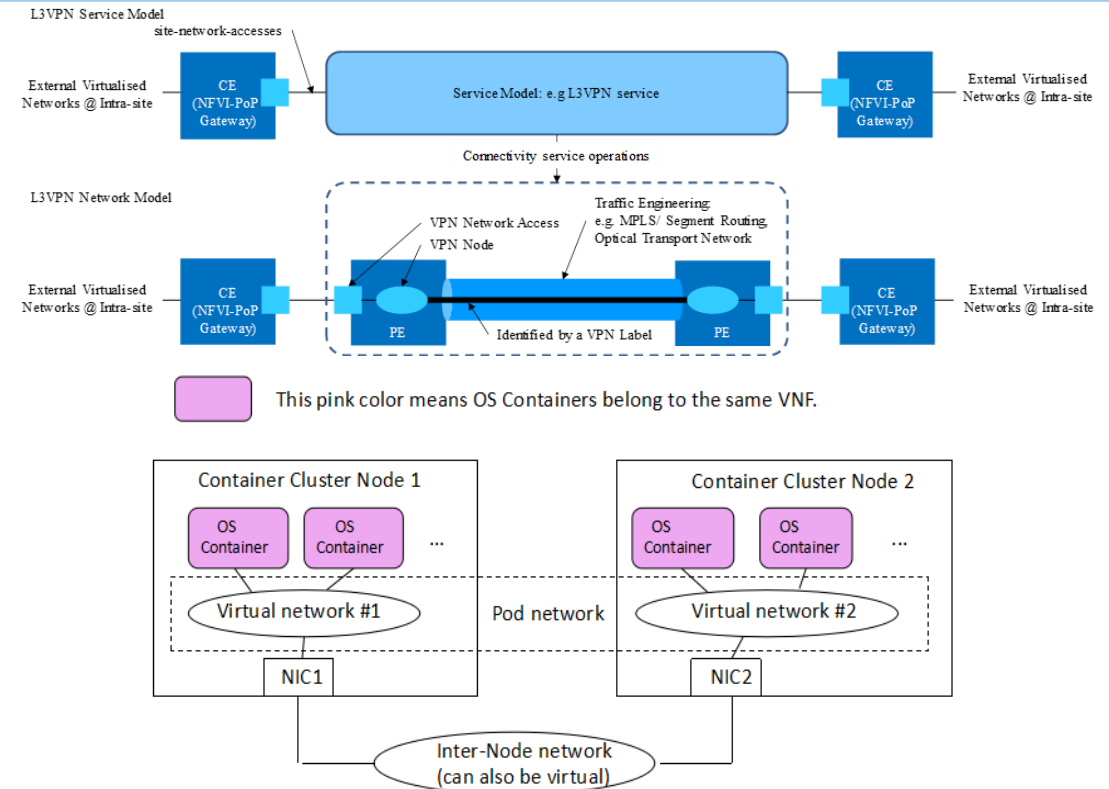 L3VPN Service Model
site-network-accesses
External Virtualised
Networks @ Intra-site
CE
(NFVI-PoP
Gateway)
Service Model: e.g L3VPN service
CE
(NFVI-PoP
Gateway)
External Virtualised
Networks @ Intra-site
Connectivity service operations
L3VPN Network Model
Traffic Engineering:
e.g. MPLS/ Segment Routing,
Optical Transport Network
VPN Network Access
VPN Node
External Virtualised
Networks @ Intra-site
CE
(NFVI-PoP
Gateway)
PE
Identified by a VPN Label
PE
CE
(NFVI-PoP
Gateway)
External Virtualised
Networks @ Intra-site
This pink color means OS Containers belong to the same VNF.
Container Cluster Node 1
OS
Container
OS
Container
...
Container Cluster Node 2
OS
Container
OS
Container
...
Virtual network #1
Pod network
Virtual network #2
NIC1
NIC2
Inter-Node network
(can also be virtual)